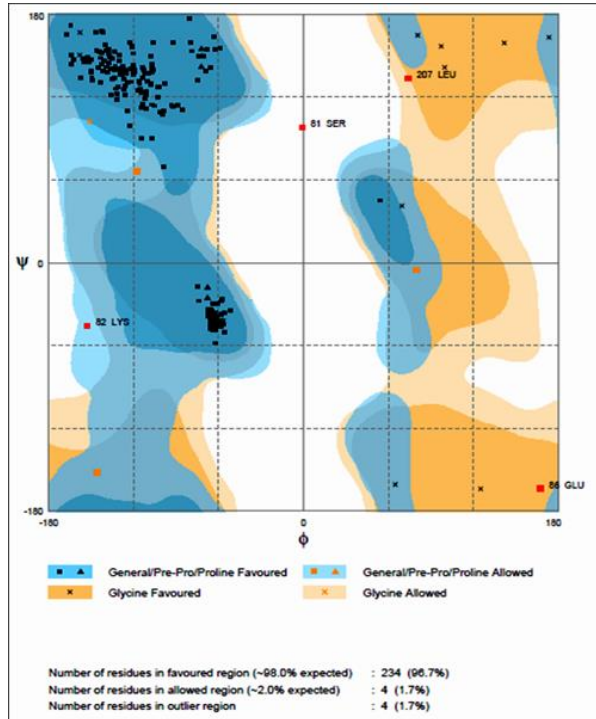 180
207 LEU
81 SER
Ψ
0
82 LYS
86 GLU
-180
-180
0
180
Φ
General/Pre-Pro/Proline Favoured
General/Pre-Pro/Proline Allowed
Glycine Favoured
Glycine Allowed
Number of residues in favoured region (~98.0% expected) : 234 (96.7%)
Number of residues in allowed region (~2.0% expected) : 4 (1.7%)
Number of residues in outlier region : 4 (1.7%)